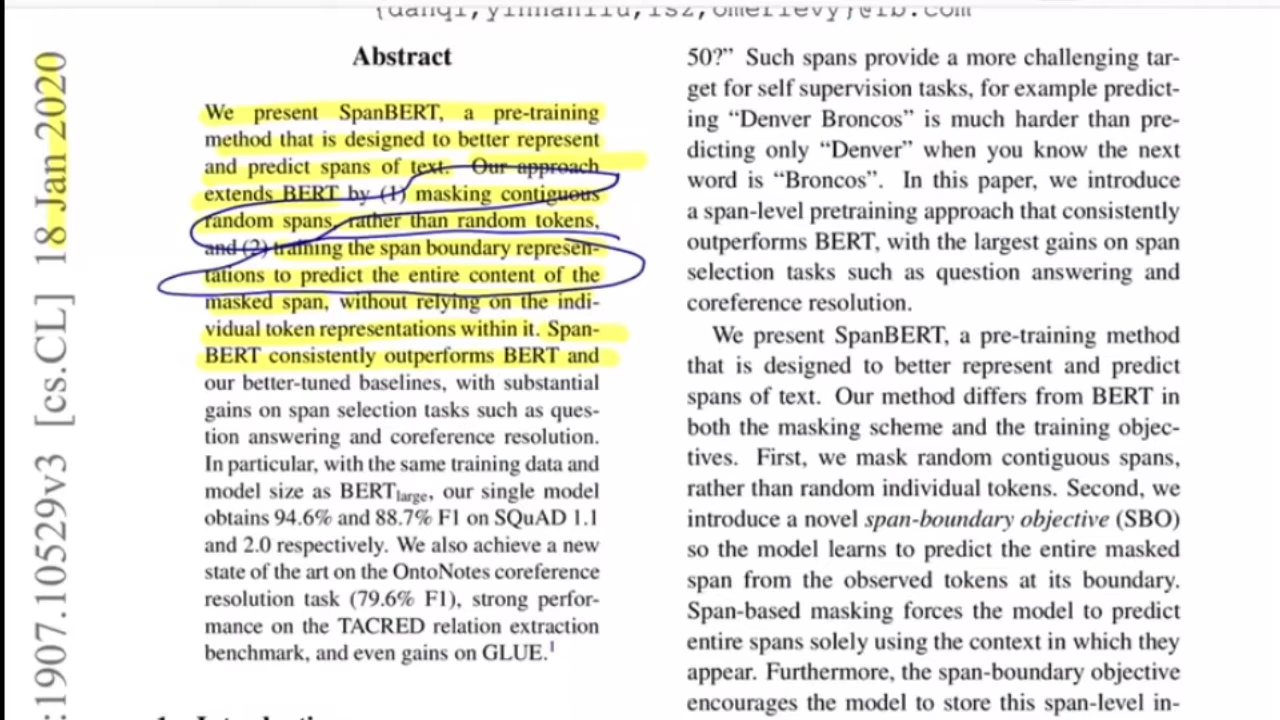 {danqi,yinhanliu,lsz,omerlevy}@fb.com
:1907.10529v3 [cs.CL] 18 Jan 2020
Abstract
We present SpanBERT, a pre-training
method that is designed to better represent
and predict spans of text. Our approach
extends BERT by (1) masking contiguous
random spans, rather than random tokens,
and (2) training the span boundary represen-
tations to predict the entire content of the
masked span, without relying on the indi-
vidual token representations within it. Span-
BERT consistently outperforms BERT and
our better-tuned baselines, with substantial
gains on span selection tasks such as ques-
tion answering and coreference resolution.
In particular, with the same training data and
model size as BERTlarge, our single model
obtains 94.6% and 88.7% F1 on SQuAD 1.1
and 2.0 respectively. We also achieve a new
state of the art on the OntoNotes coreference
resolution task (79.6% F1), strong perfor-
mance on the TACRED relation extraction
benchmark, and even gains on GLUE.1
1 Introduction
50?” Such spans provide a more challenging tar-
get for self supervision tasks, for example predict-
ing “Denver Broncos” is much harder than pre-
dicting only “Denver” when you know the next
word is “Broncos”. In this paper, we introduce
a span-level pretraining approach that consistently
outperforms BERT, with the largest gains on span
selection tasks such as question answering and
coreference resolution.
We present SpanBERT, a pre-training method
that is designed to better represent and predict
spans of text. Our method differs from BERT in
both the masking scheme and the training objec-
tives. First, we mask random contiguous spans,
rather than random individual tokens. Second, we
introduce a novel span-boundary objective (SBO)
so the model learns to predict the entire masked
span from the observed tokens at its boundary.
Span-based masking forces the model to predict
entire spans solely using the context in which they
appear. Furthermore, the span-boundary objective
encourages the model to store this span-level in-